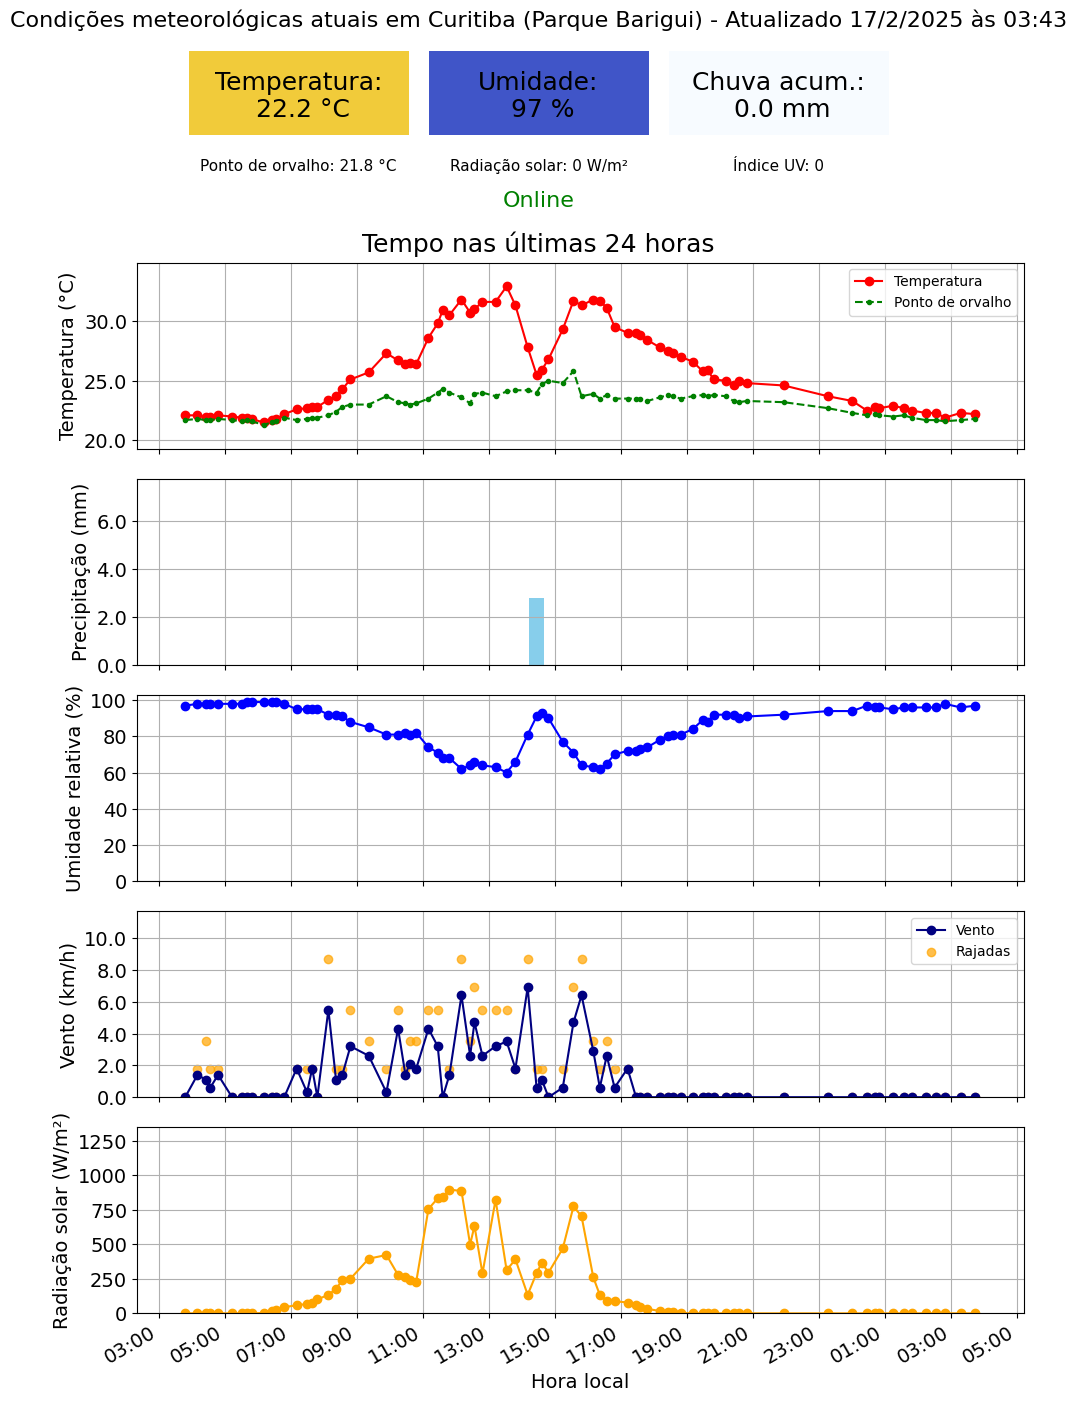 Condições meteorológicas atuais em Curitiba (Parque Barigui) - Atualizado 17/2/2025 às 03:43
Temperatura:
22.2 °C
Umidade:
97 %
Chuva acum.:
0.0 mm
Ponto de orvalho: 21.8 °C
Radiação solar: 0 W/m²
Índice UV: 0
Online
Tempo nas últimas 24 horas
Temperatura (°C)
30.0
25.0
20.0
Temperatura
Ponto de orvalho
Precipitação (mm)
6.0
4.0
2.0
0.0
Umidade relativa (%)
100
80
60
40
20
0
Vento (km/h)
10.0
8.0
6.0
4.0
2.0
0.0
Vento
Rajadas
Radiação solar (W/m²)
1250
1000
750
500
250
0
03:00
05:00
07:00
09:00
11:00
13:00
15:00
17:00
19:00
21:00
23:00
01:00
03:00
05:00
Hora local